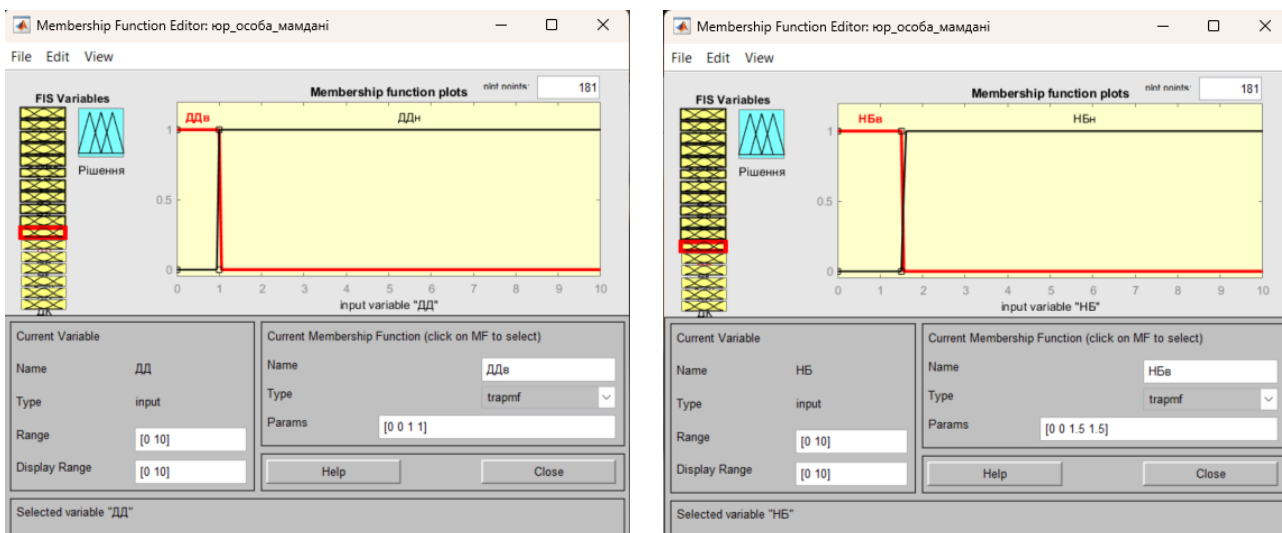 Membership Function Editor: юр_особа_мамдані
File Edit View
FIS Variables
Рішення
ДК
Membership function plots
plot points:
181
ДДв
ДДн
1
0.5
0
0 1 2 3 4 5 6 7 8 9 10
input variable "ДД"
Current Variable
Name ДД
Type input
Range [0 10]
Display Range [0 10]
Current Membership Function (click on MF to select)
Name ДДв
Type trapmf
Params [0 0 1 1]
Help Close
Selected variable "ДД"
Membership Function Editor: юр_особа_мамдані
File Edit View
FIS Variables
Рішення
ДК
Membership function plots
plot points:
181
НБв
НБн
1
0.5
0
0 1 2 3 4 5 6 7 8 9 10
input variable "НБ"
Current Variable
Name НБ
Type input
Range [0 10]
Display Range [0 10]
Current Membership Function (click on MF to select)
Name НБв
Type trapmf
Params [0 0 1.5 1.5]
Help Close
Selected variable "НБ"